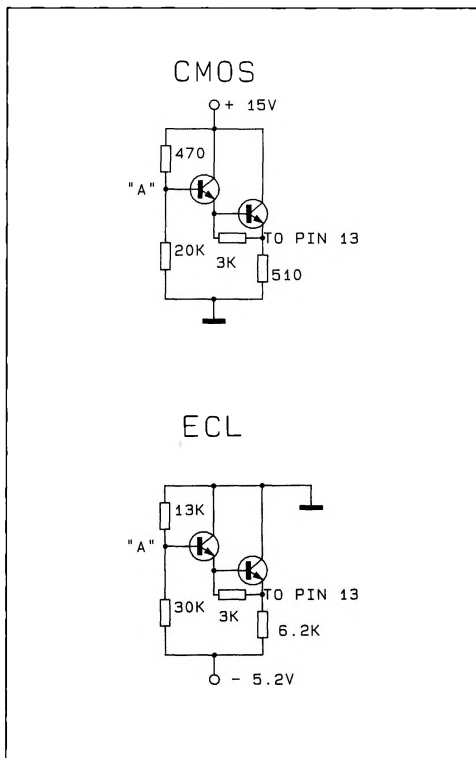 CMOS
+ 15V
470
"A"
TO PIN 13
20K
3K
510
ECL
13K
"A"
TO PIN 13
30K
3K
6.2K
- 5.2V